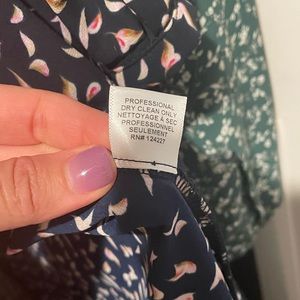 PROFESSIONAL
DRY CLEAN ONLY
NETTOYAGE À SEC
PROFESSIONNEL
SEULEMENT
RN# 124227